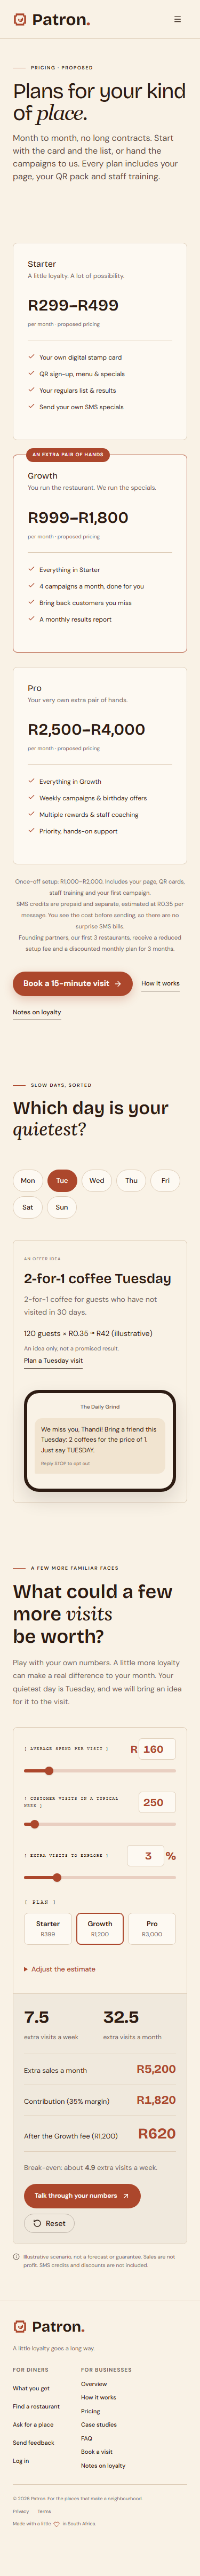 Patron.
PRICING · PROPOSED
Plans for your kind
of place.
Month to month, no long contracts. Start
with the card and the list, or hand the
campaigns to us. Every plan includes your
page, your QR pack and staff training.
Starter
A little loyalty. A lot of possibility.
R299–R499
per month · proposed pricing
Your own digital stamp card
QR sign-up, menu & specials
Your regulars list & results
Send your own SMS specials
AN EXTRA PAIR OF HANDS
Growth
You run the restaurant. We run the specials.
R999–R1,800
per month · proposed pricing
Everything in Starter
4 campaigns a month, done for you
Bring back customers you miss
A monthly results report
Pro
Your very own extra pair of hands.
R2,500–R4,000
per month · proposed pricing
Everything in Growth
Weekly campaigns & birthday offers
Multiple rewards & staff coaching
Priority, hands-on support
Once-off setup: R1,000–R2,000. Includes your page, QR cards,
staff training and your first campaign.
SMS credits are prepaid and separate, estimated at R0.35 per
message. You see the cost before sending, so there are no
surprise SMS bills.
Founding partners, our first 3 restaurants, receive a reduced
setup fee and a discounted monthly plan for 3 months.
Book a 15-minute visit →
How it works
Notes on loyalty
SLOW DAYS, SORTED
Which day is your
quietest?
Mon Tue Wed Thu Fri
Sat Sun
AN OFFER IDEA
2-for-1 coffee Tuesday
2-for-1 coffee for guests who have not
visited in 30 days.
120 guests × R0.35 ≈ R42 (illustrative)
An idea only, not a promised result.
Plan a Tuesday visit
The Daily Grind
We miss you, Thandi! Bring a friend this
Tuesday: 2 coffees for the price of 1.
Just say TUESDAY.
Reply STOP to opt out
A FEW MORE FAMILIAR FACES
What could a few
more visits
be worth?
Play with your own numbers. A little more loyalty
can make a real difference to your month. Your
quietest day is Tuesday, and we will bring an idea
for it to the visit.
[ AVERAGE SPEND PER VISIT ] R 160
[ CUSTOMER VISITS IN A TYPICAL
WEEK ] 250
[ EXTRA VISITS TO EXPLORE ] 3 %
[ PLAN ]
Starter Growth Pro
R399 R1,200 R3,000
Adjust the estimate
7.5 32.5
extra visits a week extra visits a month
Extra sales a month R5,200
Contribution (35% margin) R1,820
After the Growth fee (R1,200) R620
Break-even: about 4.9 extra visits a week.
Talk through your numbers ↗
Reset
Illustrative scenario, not a forecast or guarantee. Sales are not
profit. SMS credits and discounts are not included.
Patron.
A little loyalty goes a long way.
FOR DINERS
What you get
Find a restaurant
Ask for a place
Send feedback
Log in
FOR BUSINESSES
Overview
How it works
Pricing
Case studies
FAQ
Book a visit
Notes on loyalty
© 2026 Patron. For the places that make a neighbourhood.
Privacy Terms
Made with a little ♡ in South Africa.